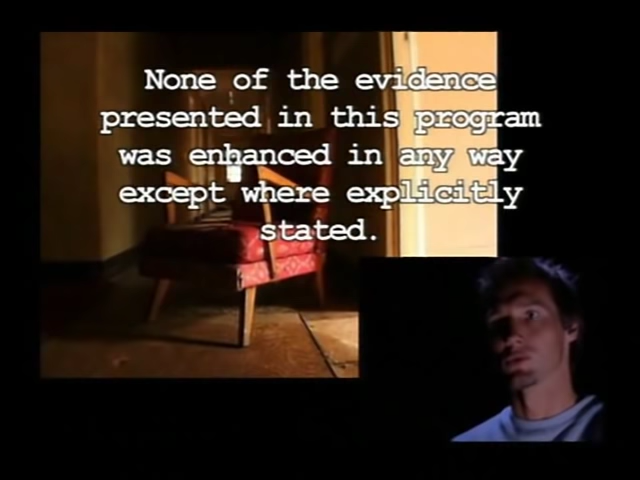 None of the evidence
presented in this program
was enhanced in any way
except where explicitly
stated.